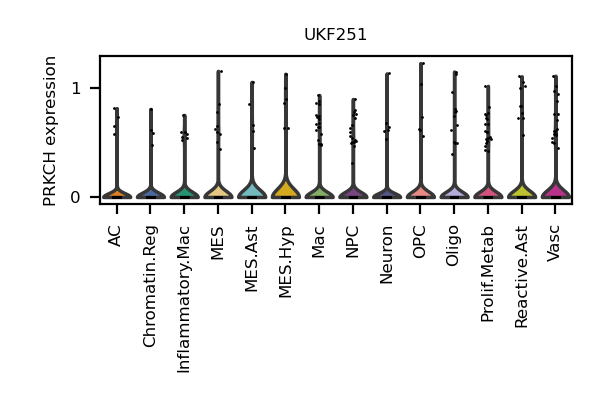 UKF251
PRKCH expression
1
0
AC
Chromatin.Reg
Inflammatory.Mac
MES
MES.Ast
MES.Hyp
Mac
NPC
Neuron
OPC
Oligo
Prolif.Metab
Reactive.Ast
Vasc